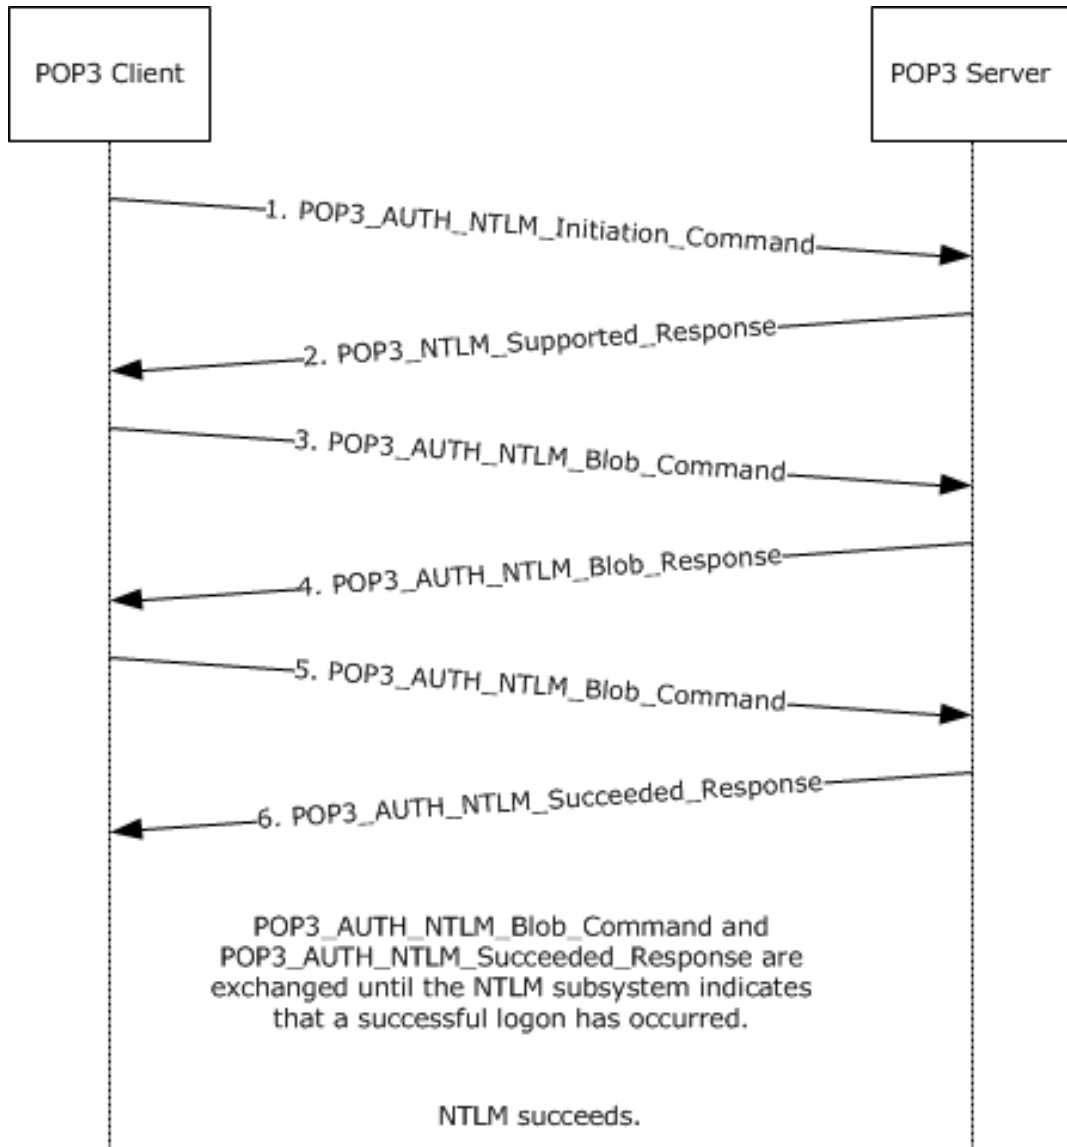 POP3 Client
POP3 Server
1. POP3_AUTH_NTLM_Initiation_Command
2. POP3_NTLM_Supported_Response
3. POP3_AUTH_NTLM_Blob_Command
4. POP3_AUTH_NTLM_Blob_Response
5. POP3_AUTH_NTLM_Blob_Command
6. POP3_AUTH_NTLM_Succeeded_Response
POP3_AUTH_NTLM_Blob_Command and
POP3_AUTH_NTLM_Succeeded_Response are
exchanged until the NTLM subsystem indicates
that a successful logon has occurred.
NTLM succeeds.